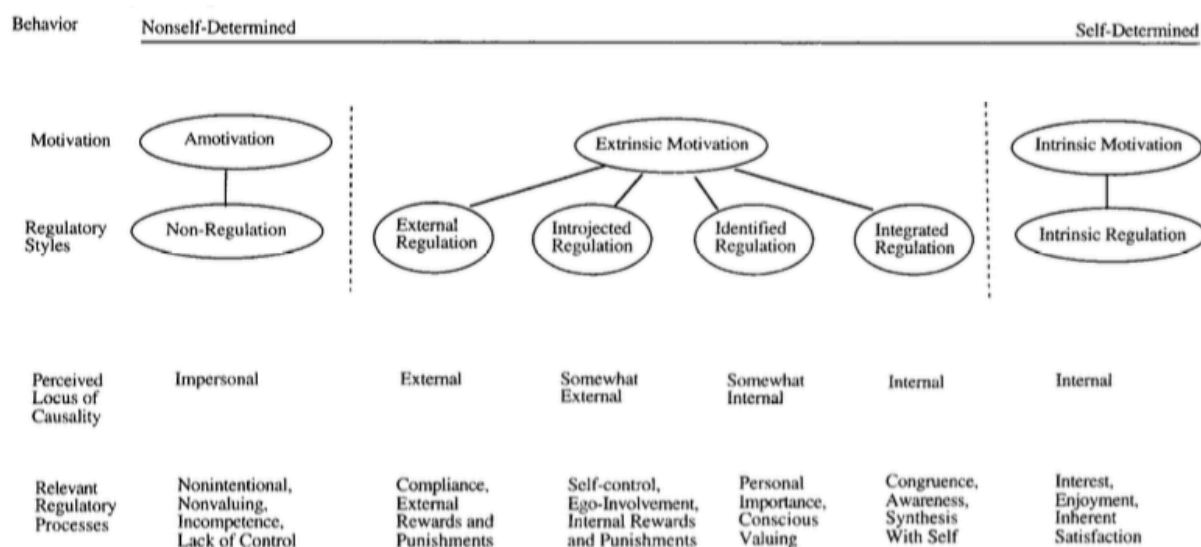 Behavior
Nonself-Determined
Self-Determined
Motivation
Amotivation
Extrinsic Motivation
Intrinsic Motivation
Regulatory
Styles
Non-Regulation
External
Regulation
Introjected
Regulation
Identified
Regulation
Integrated
Regulation
Intrinsic Regulation
Perceived
Locus of
Causality
Impersonal
External
Somewhat
External
Somewhat
Internal
Internal
Internal
Relevant
Regulatory
Processes
Nonintentional,
Nonvaluing,
Incompetence,
Lack of Control
Compliance,
External
Rewards and
Punishments
Self-control,
Ego-Involvement,
Internal Rewards
and Punishments
Personal
Importance,
Conscious
Valuing
Congruence,
Awareness,
Synthesis
With Self
Interest,
Enjoyment,
Inherent
Satisfaction